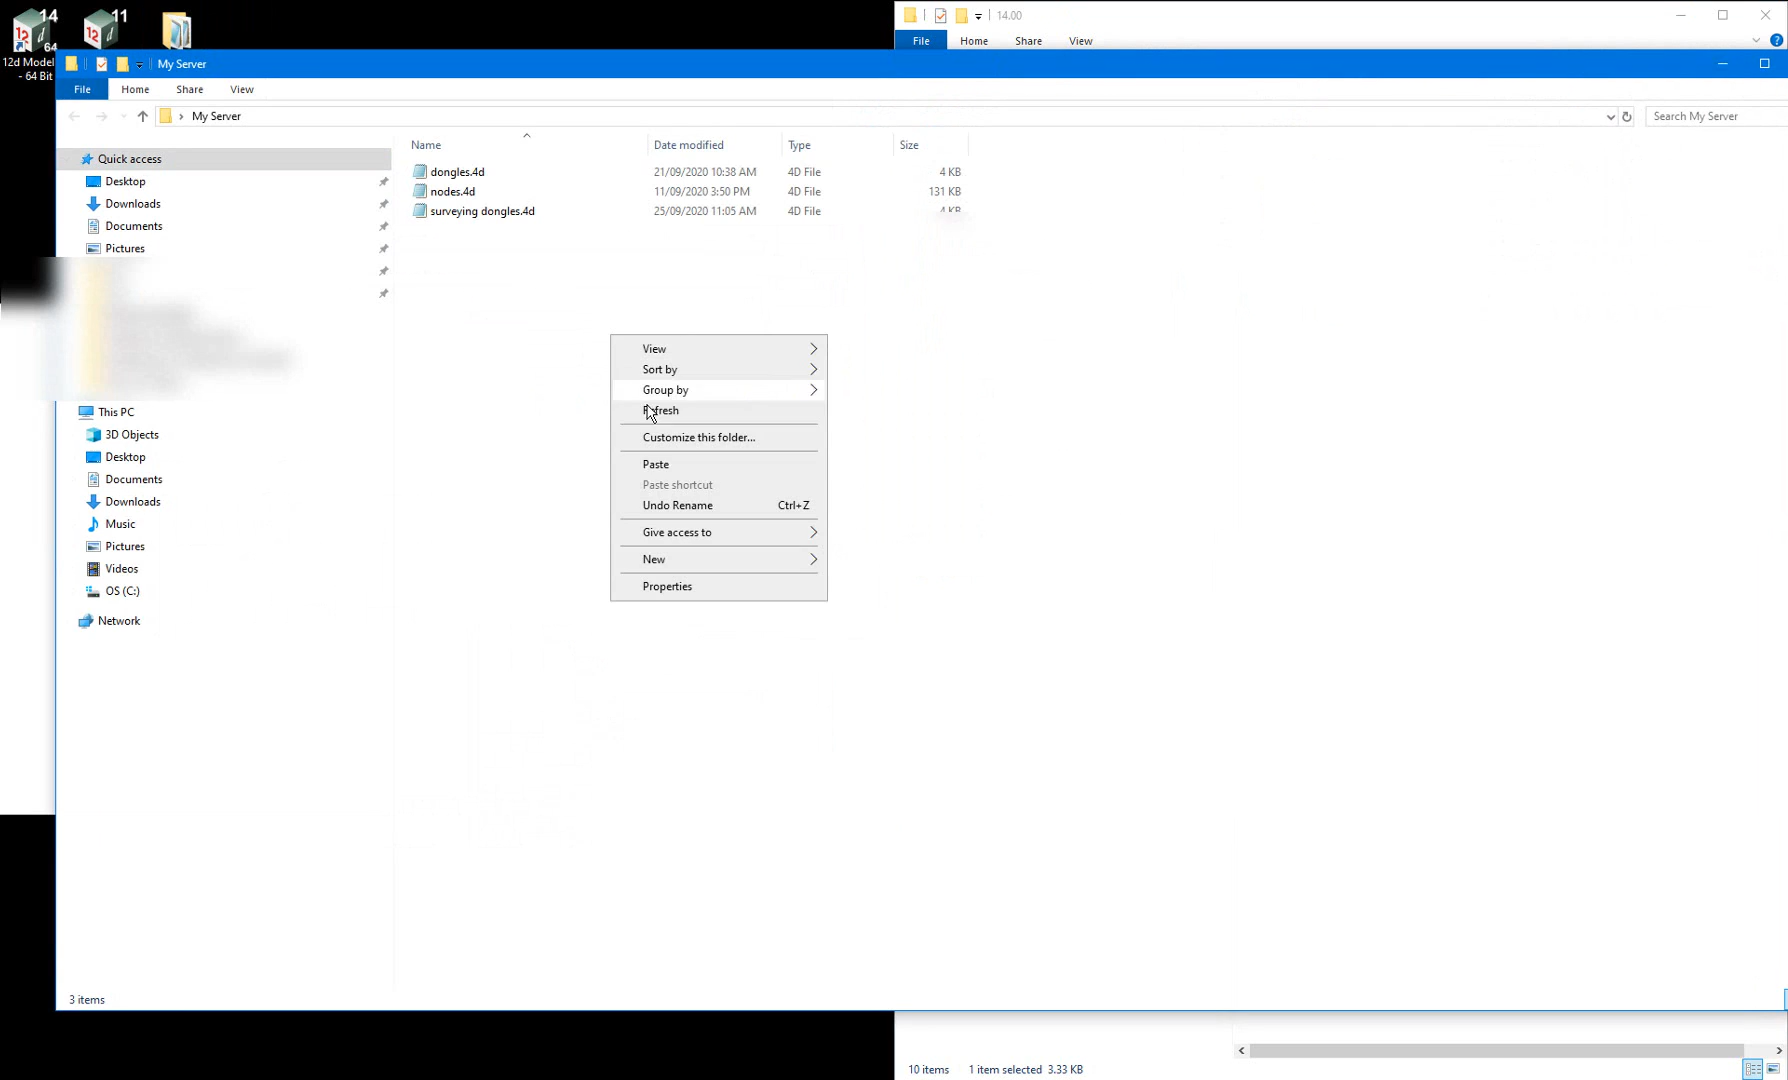 14
12
d
64
12d Model
- 64 Bit
11
12
d
14.00
File Home Share View
My Server
File Home Share View
My Server
Search My Server
Name Date modified Type Size
Quick access
Desktop
Downloads
Documents
Pictures
dongles.4d 21/09/2020 10:38 AM 4D File 4 KB
nodes.4d 11/09/2020 3:50 PM 4D File 131 KB
surveying dongles.4d 25/09/2020 11:05 AM 4D File 4 KB
This PC
3D Objects
Desktop
Documents
Downloads
Music
Pictures
Videos
OS (C:)
Network
View
Sort by
Group by
Refresh
Customize this folder...
Paste
Paste shortcut
Undo Rename Ctrl+Z
Give access to
New
Properties
3 items
10 items 1 item selected 3.33 KB